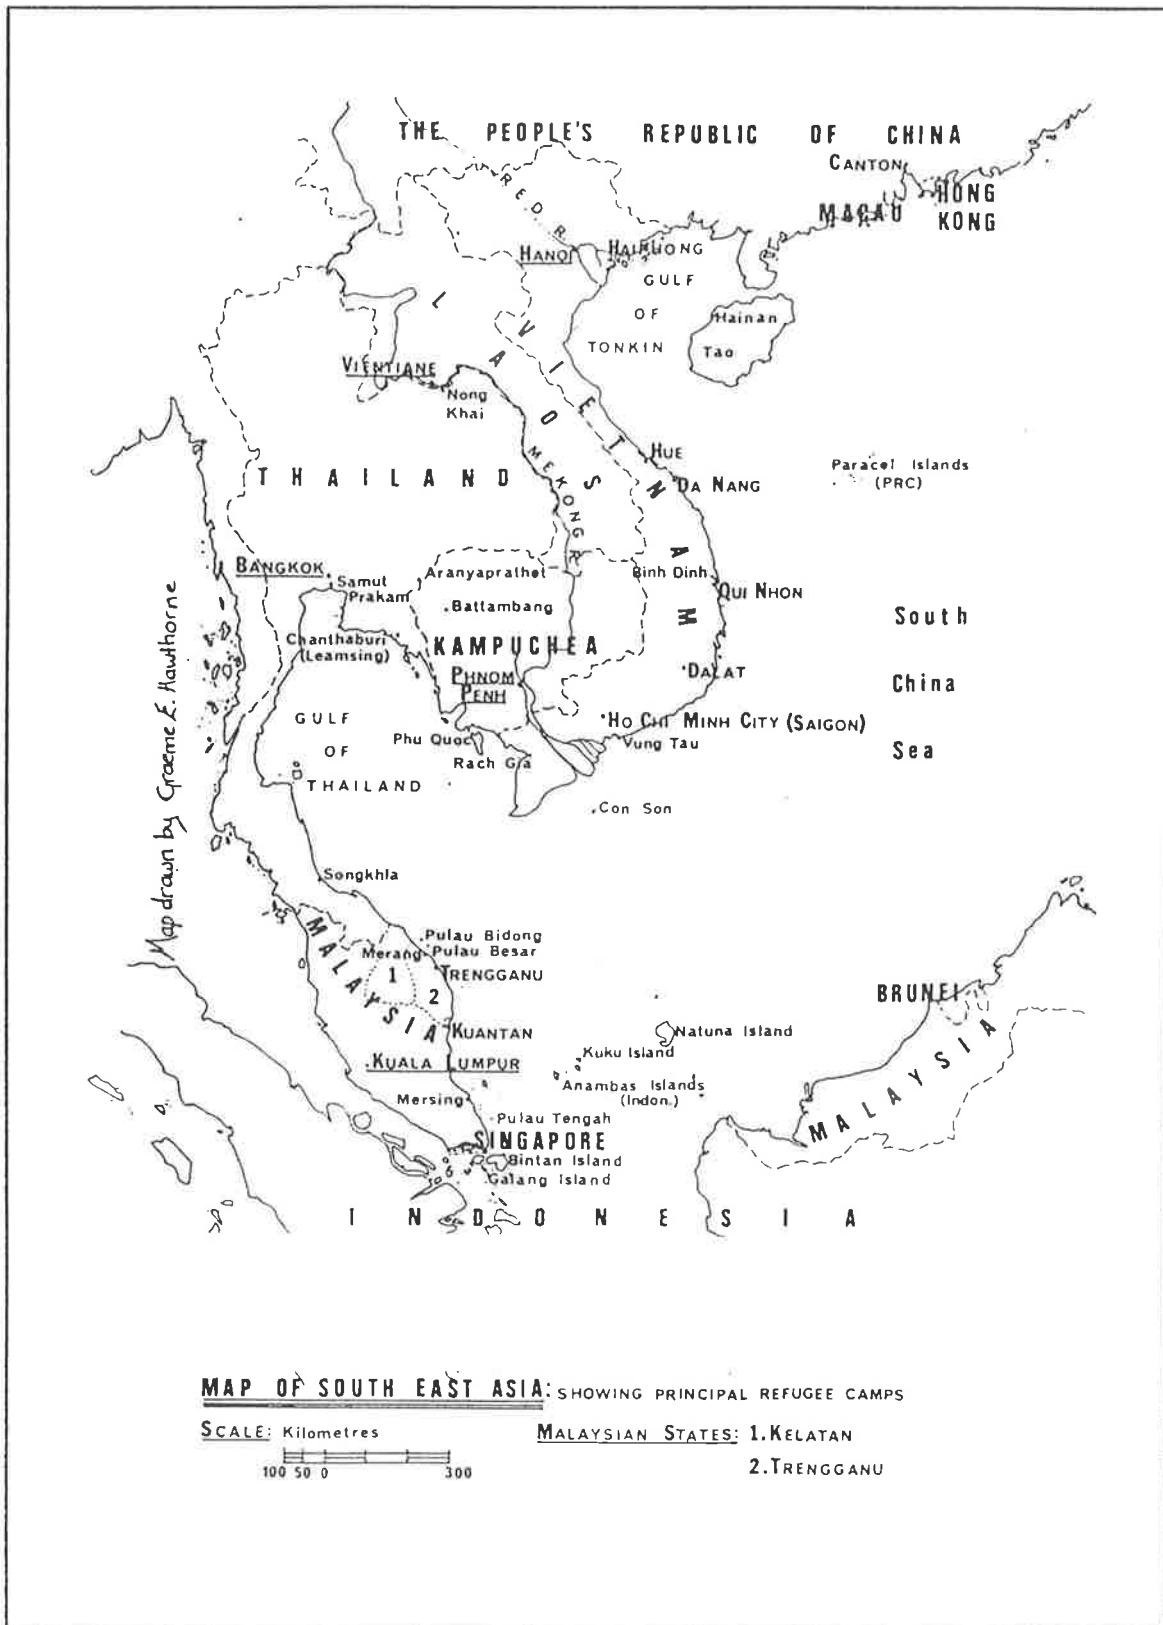 THE PEOPLE'S REPUBLIC OF CHINA
CANTON
HONG
KONG
MACAU
RED R.
HANOI
HAIPHONG
GULF
OF
TONKIN
Hainan
Tao
LAOS
VIETNAM
VIENTIANE
Nong
Khai
HUE
DA NANG
Paracel Islands
(PRC)
THAILAND
MEKONG R.
BANGKOK
Samut
Prakam
Aranyaprathet
Battambang
Binh Dinh
QUI NHON
Chanthaburi
(Leamsing)
KAMPUCHEA
PHNOM
PENH
DALAT
South
China
Sea
GULF
OF
THAILAND
Phu Quoc
Rach Gia
HO CHI MINH CITY (SAIGON)
Vung Tau
Con Son
Map drawn by Graeme E. Hawthorne
Songkhla
MALAYSIA
Pulau Bidong
Merang
Pulau Besar
1
TRENGGANU
2
KUANTAN
KUALA LUMPUR
Mersing
Pulau Tengah
SINGAPORE
Bintan Island
Galang Island
BRUNEI
MALAYSIA
Natuna Island
Kuku Island
Anambas Islands
(Indon.)
INDONESIA
MAP OF SOUTH EAST ASIA: SHOWING PRINCIPAL REFUGEE CAMPS
SCALE: Kilometres
100 50 0 300
MALAYSIAN STATES: 1.KELATAN
2.TRENGGANU